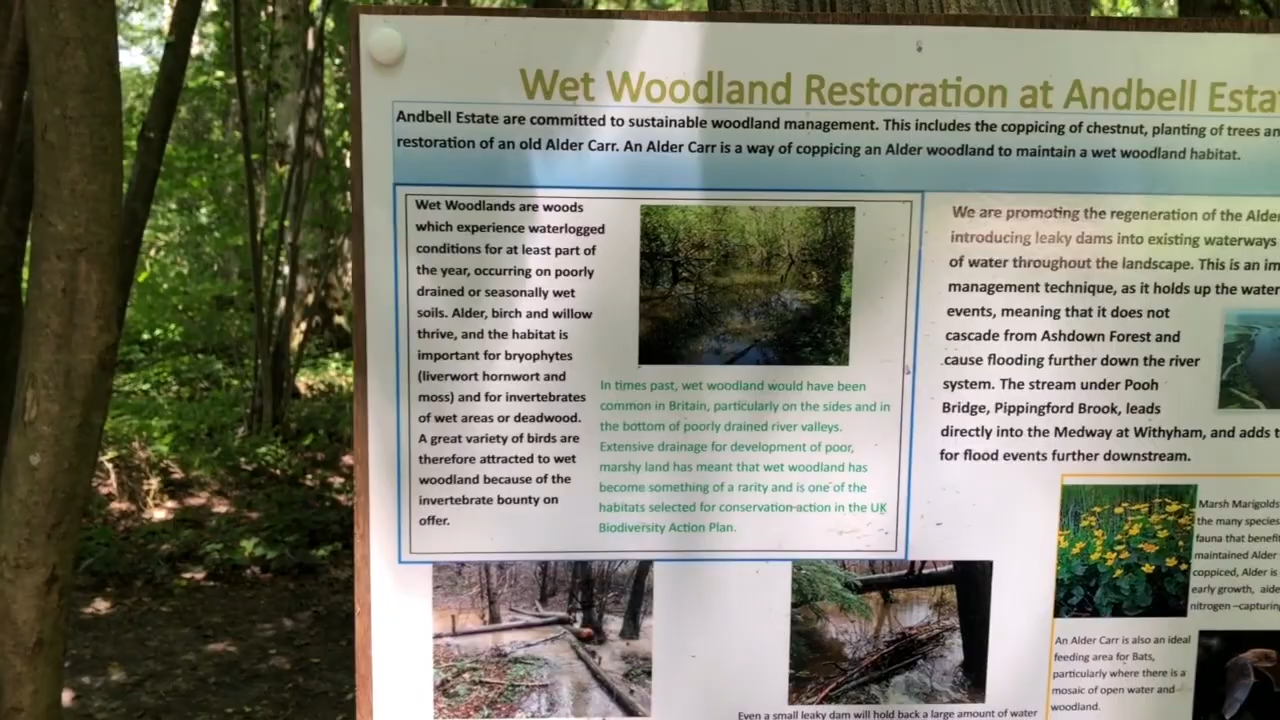 Wet Woodland Restoration at Andbell Esta
Andbell Estate are committed to sustainable woodland management. This includes the coppicing of chestnut, planting of trees an
restoration of an old Alder Carr. An Alder Carr is a way of coppicing an Alder woodland to maintain a wet woodland habitat.
Wet Woodlands are woods
which experience waterlogged
conditions for at least part of
the year, occurring on poorly
drained or seasonally wet
soils. Alder, birch and willow
thrive, and the habitat is
important for bryophytes
(liverwort hornwort and
moss) and for invertebrates
of wet areas or deadwood.
A great variety of birds are
therefore attracted to wet
woodland because of the
invertebrate bounty on
offer.
In times past, wet woodland would have been
common in Britain, particularly on the sides and in
the bottom of poorly drained river valleys.
Extensive drainage for development of poor,
marshy land has meant that wet woodland has
become something of a rarity and is one of the
habitats selected for conservation-action in the UK
Biodiversity Action Plan.
We are promoting the regeneration of the Alder
introducing leaky dams into existing waterways
of water throughout the landscape. This is an im
management technique, as it holds up the water
events, meaning that it does not
cascade from Ashdown Forest and
cause flooding further down the river
system. The stream under Pooh
Bridge, Pippingford Brook, leads
directly into the Medway at Withyham, and adds t
for flood events further downstream.
Marsh Marigolds
the many species
fauna that benefit
maintained Alder
coppiced, Alder is
early growth, aide
nitrogen –capturing
An Alder Carr is also an ideal
feeding area for Bats,
particularly where there is a
mosaic of open water and
woodland.
Even a small leaky dam will hold back a large amount of water